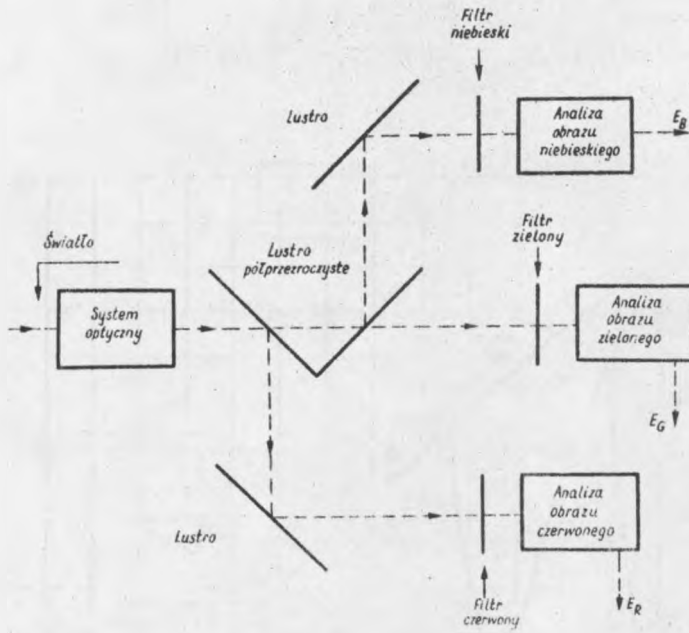 Filtr
niebieski
Lustro
Analiza
obrazu
niebieskiego
E_B
Światło
Lustro
półprzezroczyste
Filtr
zielony
System
optyczny
Analiza
obrazu
zielonego
E_G
Lustro
Analiza
obrazu
czerwonego
Filtr
czerwony
E_R